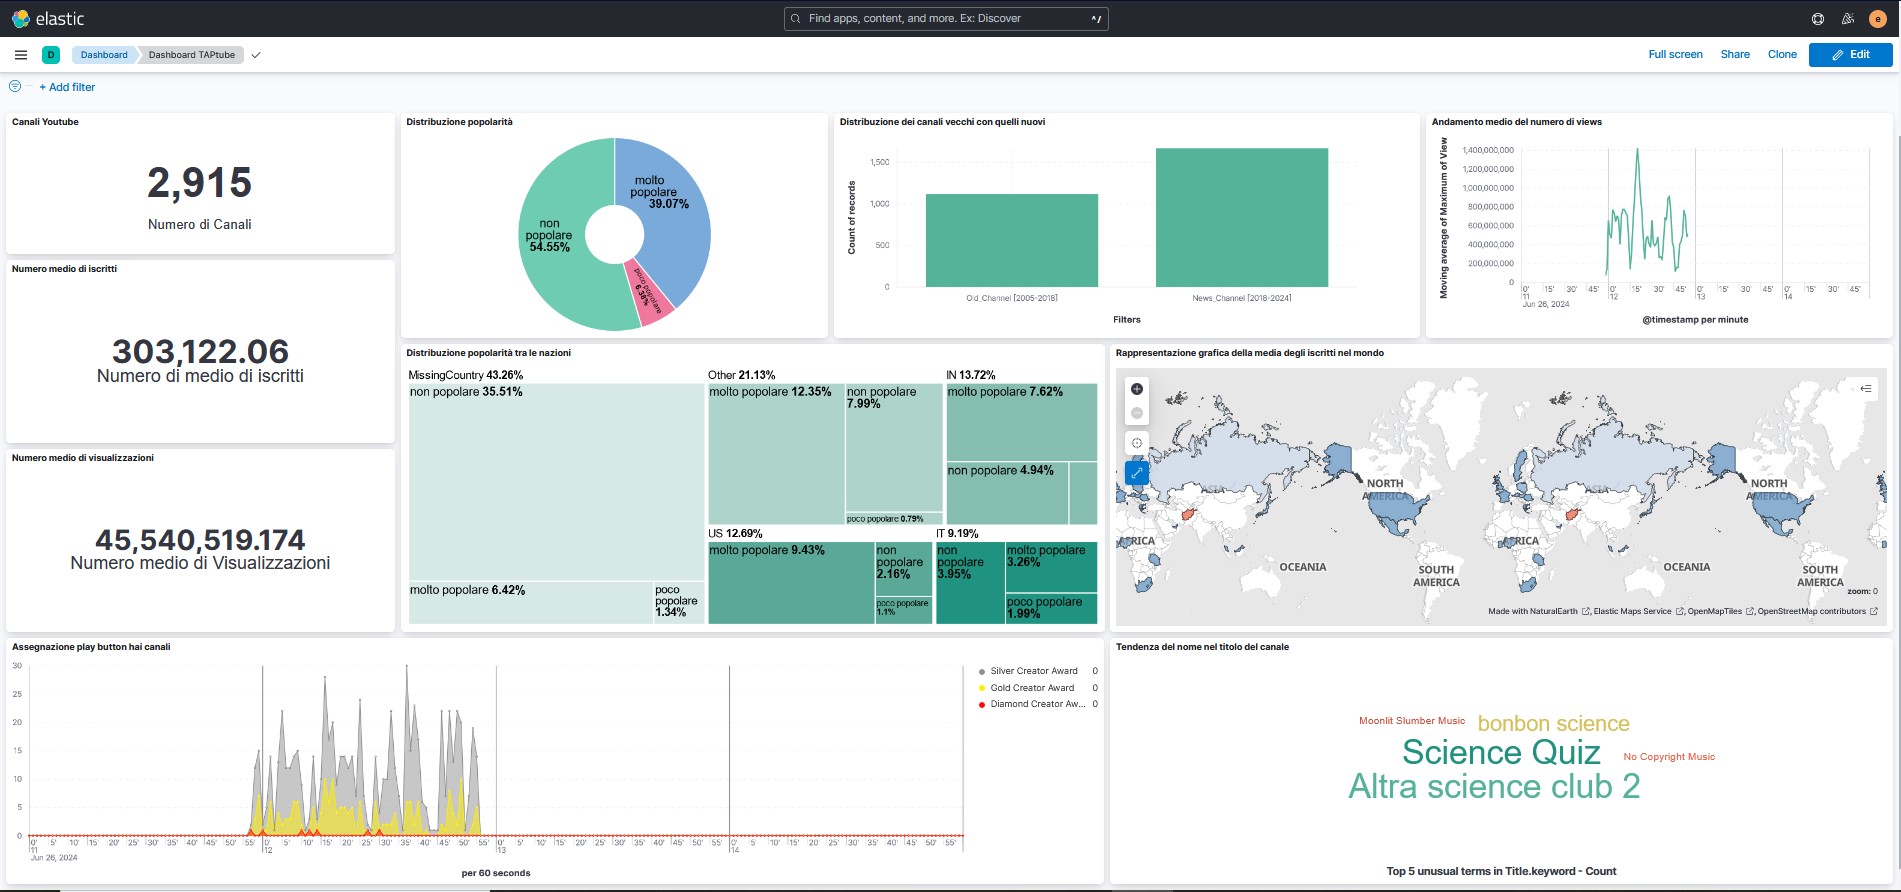 elastic
Find apps, content, and more. Ex: Discover
^/
e
D
Dashboard
Dashboard TAPtube
Full screen
Share
Clone
Edit
+ Add filter
Canali Youtube
2,915
Numero di Canali
Numero medio di iscritti
303,122.06
Numero di medio di iscritti
Numero medio di visualizzazioni
45,540,519.174
Numero medio di Visualizzazioni
Distribuzione popolarità
molto
popolare
39.07%
non
popolare
54.55%
poco popolare
6.38%
Distribuzione dei canali vecchi con quelli nuovi
Count of records
1,500
1,000
500
0
Old_Channel [2005-2018]
News_Channel [2018-2024]
Filters
Andamento medio del numero di views
Moving average of Maximum of View
1,400,000,000
1,200,000,000
1,000,000,000
800,000,000
600,000,000
400,000,000
200,000,000
0
0' 15' 30' 45' 0' 15' 30' 45' 0' 15' 30' 45' 0' 15' 30' 45'
11 12 13 14
Jun 26, 2024
@timestamp per minute
Distribuzione popolarità tra le nazioni
MissingCountry 43.26%
non popolare 35.51%
molto popolare 6.42%
poco
popolare
1.34%
Other 21.13%
molto popolare 12.35%
non popolare
7.99%
poco popolare 0.79%
IN 13.72%
molto popolare 7.62%
non popolare 4.94%
US 12.69%
molto popolare 9.43%
non
popolare
2.16%
poco popolare
1.1%
IT 9.19%
non
popolare
3.95%
molto popolare
3.26%
poco popolare
1.99%
Rappresentazione grafica della media degli iscritti nel mondo
ASIA
NORTH
AMERICA
ASIA
NORTH
AMERICA
AFRICA
AFRICA
OCEANIA
SOUTH
AMERICA
OCEANIA
SOUTH
AMERICA
zoom: 0
Made with NaturalEarth , Elastic Maps Service , OpenMapTiles , OpenStreetMap contributors
Assegnazione play button hai canali
30
25
20
15
10
5
0
0' 5' 10' 15' 20' 25' 30' 35' 40' 45' 50' 55' 0' 5' 10' 15' 20' 25' 30' 35' 40' 45' 50' 55' 0' 5' 10' 15' 20' 25' 30' 35' 40' 45' 50' 55' 0' 5' 10' 15' 20' 25' 30' 35' 40' 45' 50' 55'
11 12 13 14
Jun 26, 2024
per 60 seconds
Silver Creator Award 0
Gold Creator Award 0
Diamond Creator Aw... 0
Tendenza del nome nel titolo del canale
Moonlit Slumber Music
bonbon science
Science Quiz
No Copyright Music
Altra science club 2
Top 5 unusual terms in Title.keyword - Count